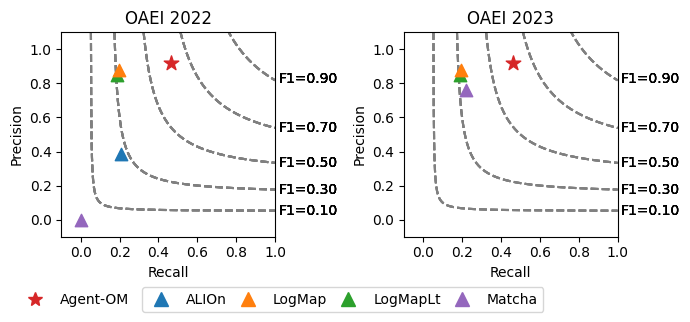 OAEI 2022
OAEI 2023
1.0
0.8
0.6
0.4
0.2
0.0
Precision
F1=0.90
F1=0.70
F1=0.50
F1=0.30
F1=0.10
0.0 0.2 0.4 0.6 0.8 1.0
Recall
1.0
0.8
0.6
0.4
0.2
0.0
Precision
F1=0.90
F1=0.70
F1=0.50
F1=0.30
F1=0.10
0.0 0.2 0.4 0.6 0.8 1.0
Recall
Agent-OM ALIOn LogMap LogMapLt Matcha